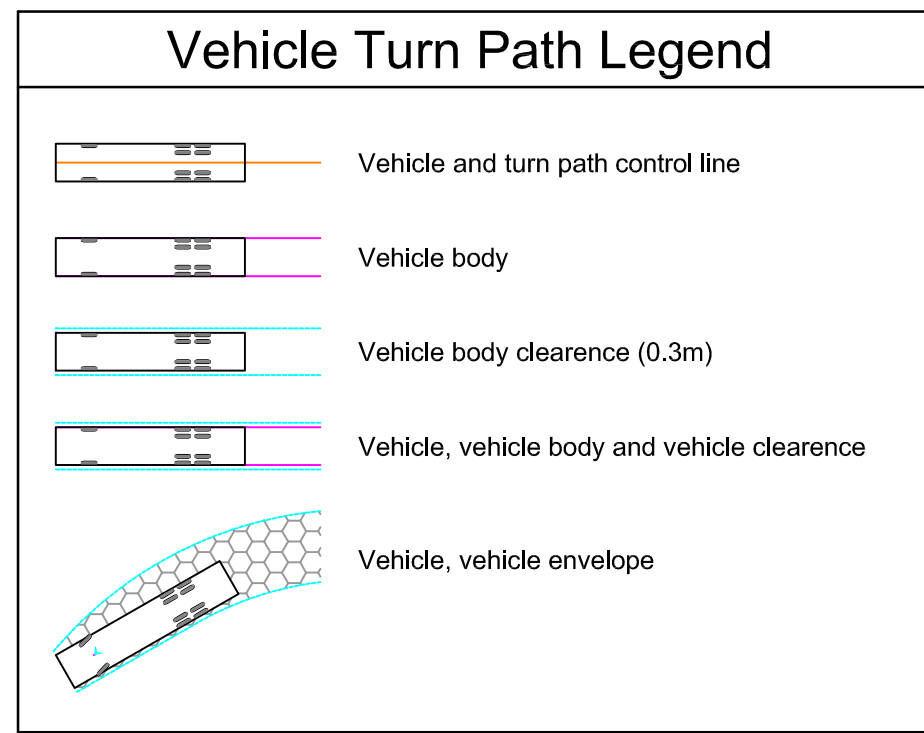 Vehicle Turn Path Legend
Vehicle and turn path control line
Vehicle body
Vehicle body clearence (0.3m)
Vehicle, vehicle body and vehicle clearence
Vehicle, vehicle envelope